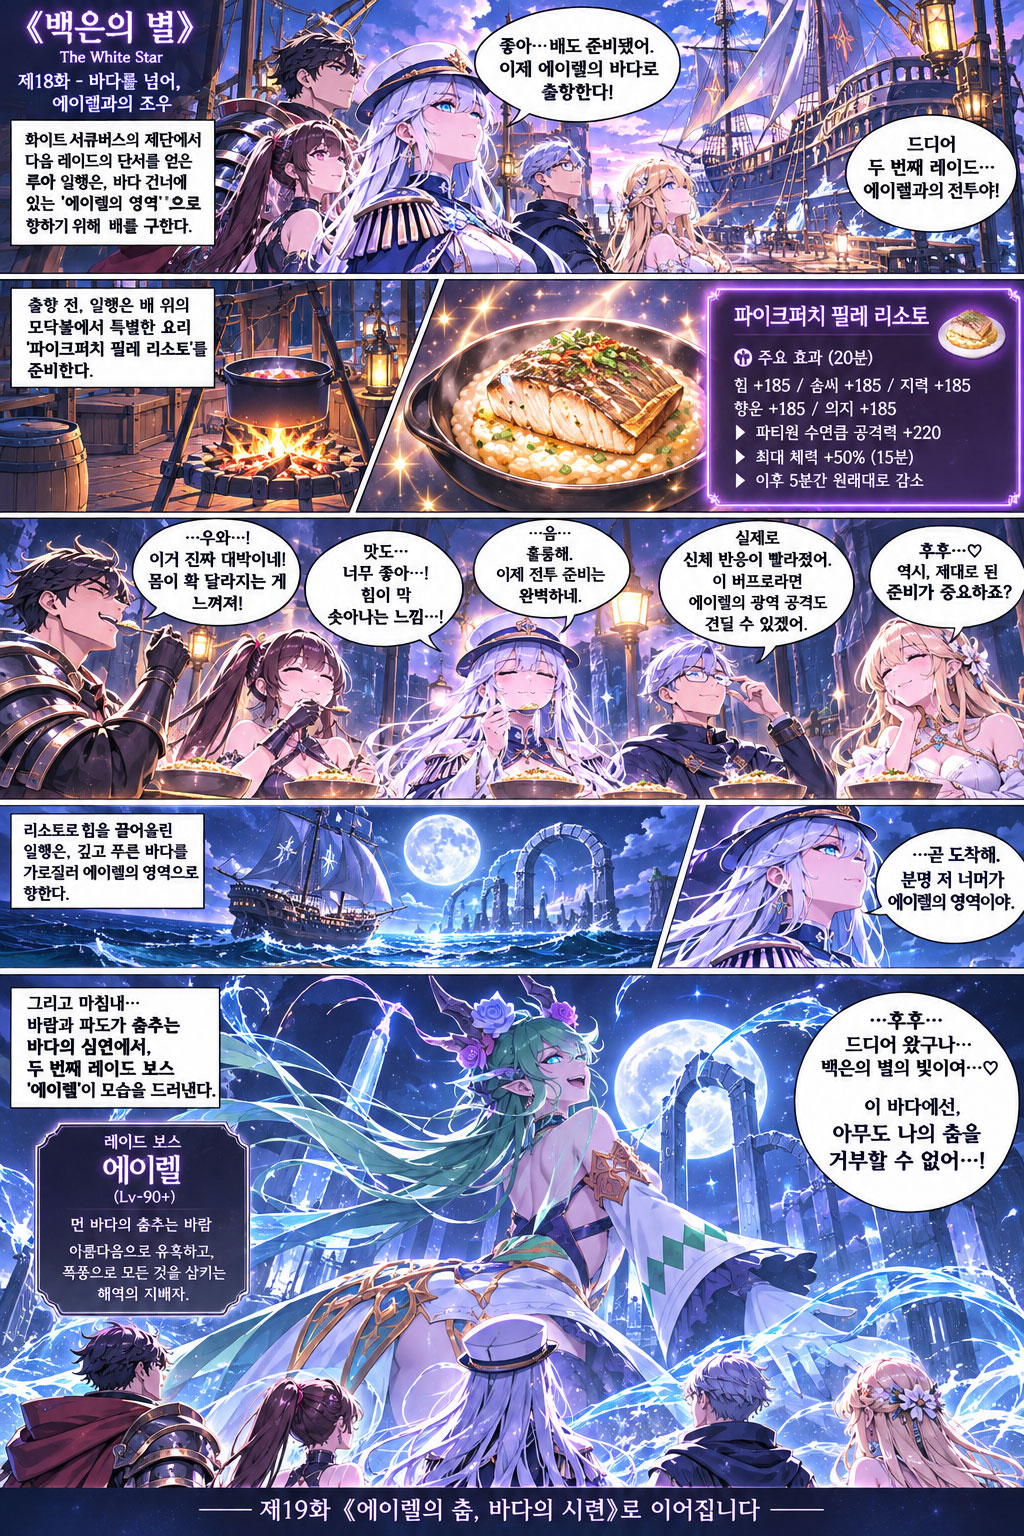 《백은의 별》
The White Star
제18화 - 바다를 넘어,
에이렐과의 조우
화이트 서큐버스의 제단에서
다음 레이드의 단서를 얻은
루아 일행은, 바다 건너에
있는 '에이렐의 영역''으로
향하기 위해 배를 구한다.
좋아…배도 준비됐어.
이제 에이렐의 바다로
출항한다!
드디어
두 번째 레이드…
에이렐과의 전투야!
출항 전, 일행은 배 위의
모닥불에서 특별한 요리
'파이크퍼치 필레 리소토'를
준비한다.
파이크퍼치 필레 리소토
주요 효과 (20분)
힘 +185 / 솜씨 +185 / 지력 +185
향운 +185 / 의지 +185
▶ 파티원 수먼큼 공격력 +220
▶ 최대 체력 +50% (15분)
▶ 이후 5분간 원래대로 감소
…우와…!
이거 진짜 대박이네!
몸이 확 달라지는 게
느껴져!
맛도…
너무 좋아…!
힘이 막
솟아나는 느낌…!
…음…
훌륭해.
이제 전투 준비는
완벽하네.
실제로
신체 반응이 빨라졌어.
이 버프로라면
에이렐의 광역 공격도
견딜 수 있겠어.
후후…♡
역시, 제대로 된
준비가 중요하죠?
리소토로 힘을 끌어올린
일행은, 깊고 푸른 바다를
가로질러 에이렐의 영역으로
향한다.
…곧 도착해.
분명 저 너머가
에이렐의 영역이야.
그리고 마침내…
바람과 파도가 춤추는
바다의 심연에서,
두 번째 레이드 보스
'에이렐'이 모습을 드러낸다.
레이드 보스
에이렐
(Lv-90+)
먼 바다의 춤추는 바람
아름다음으로 유혹하고,
폭풍으로 모든 것을 삼키는
해역의 지배자.
…후후…
드디어 왔구나…
백은의 별의 빛이여…♡
이 바다에선,
아무도 나의 춤을
거부할 수 없어…!
제19화 《에이렐의 춤, 바다의 시련》로 이어집니다